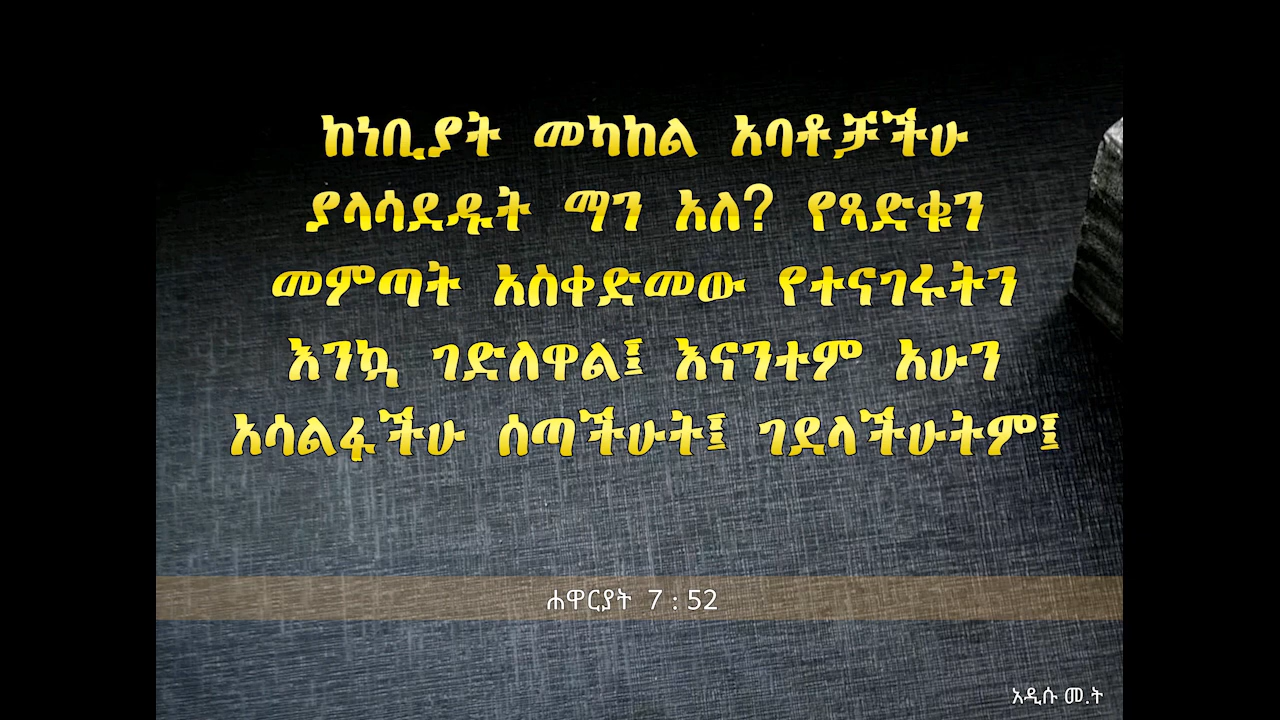 ከነቢያት መካከል አባቶቻችሁ
ያላሳደዱት ማን አለ? የጻድቁን
መምጣት አስቀድመው የተናገሩትን
እንኳ ገድለዋል፤ እናንተም አሁን
አሳልፋችሁ ሰጣችሁት፤ ገደላችሁትም፤
ሐዋርያት 7 : 52
አዲሱ መ.ት